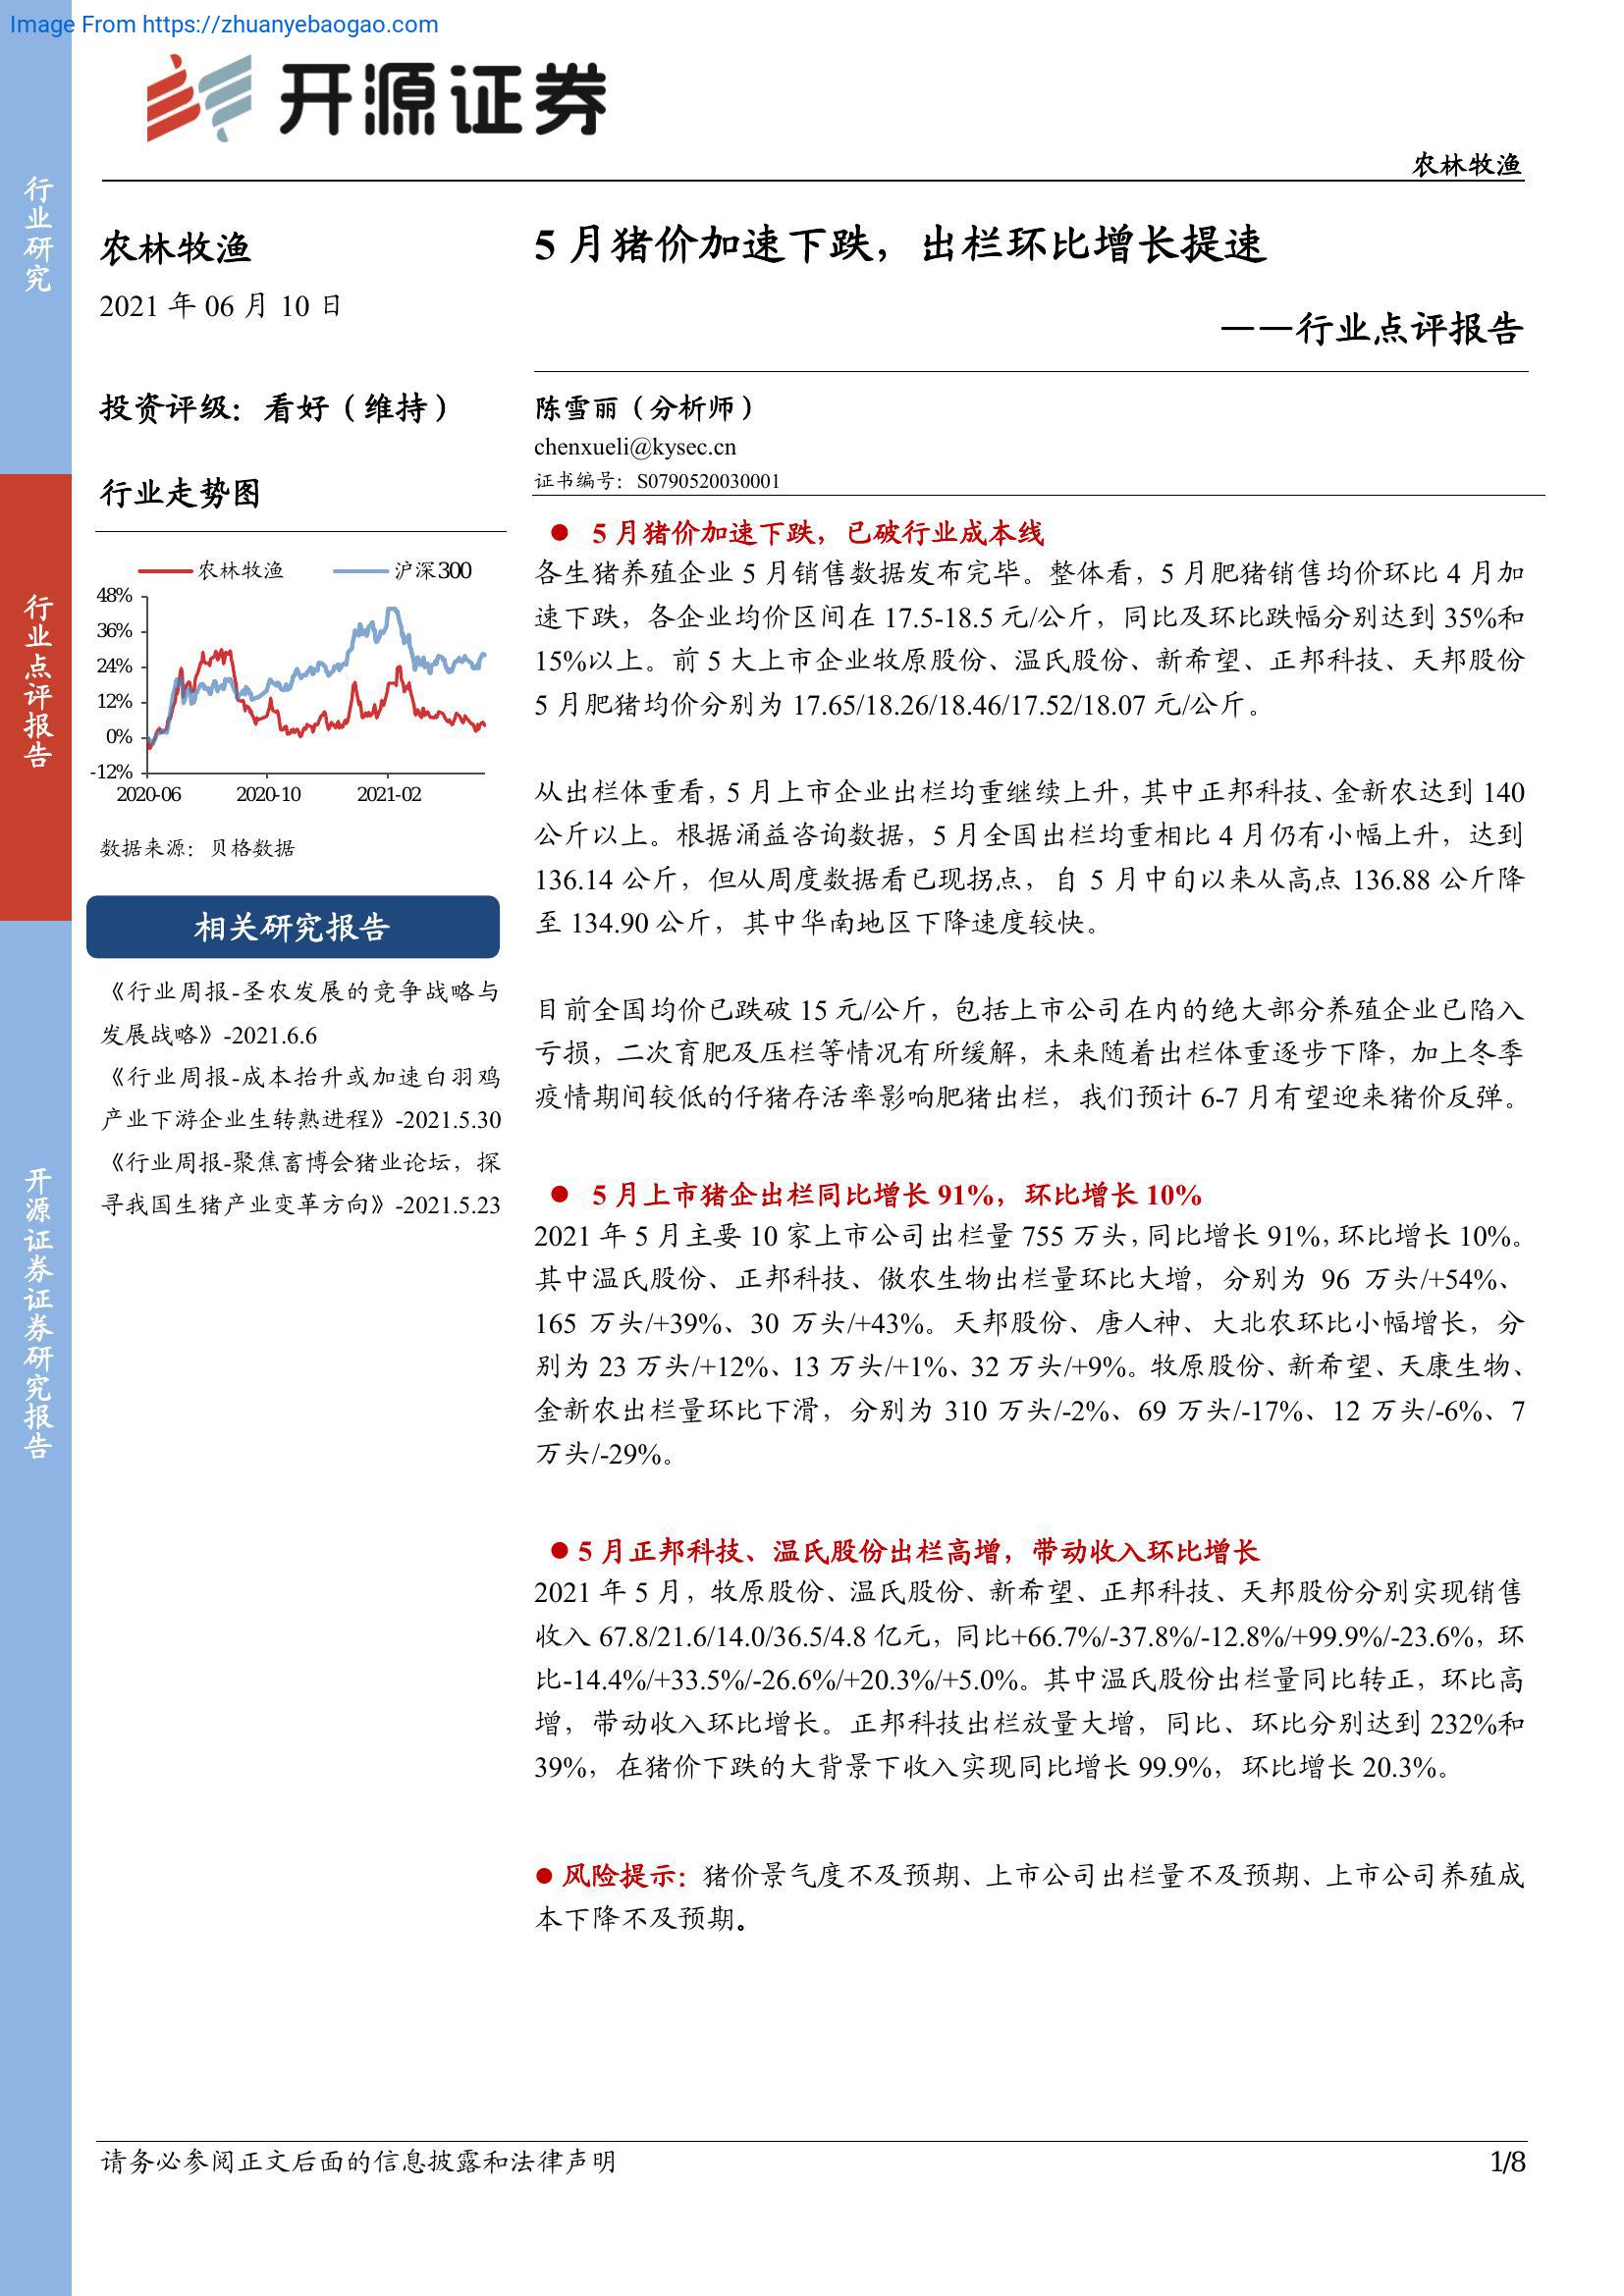 Image From https://zhuanyebaogao.com
开源证券
农林牧渔
行业研究
行业点评报告
开源证券证券研究报告
农林牧渔
2021 年 06 月 10 日
投资评级：看好（维持）
行业走势图
农林牧渔 沪深300
48%
36%
24%
12%
0%
-12%
2020-06 2020-10 2021-02
数据来源：贝格数据
相关研究报告
《行业周报-圣农发展的竞争战略与
发展战略》-2021.6.6
《行业周报-成本抬升或加速白羽鸡
产业下游企业生转熟进程》-2021.5.30
《行业周报-聚焦畜博会猪业论坛，探
寻我国生猪产业变革方向》-2021.5.23
5 月猪价加速下跌，出栏环比增长提速
——行业点评报告
陈雪丽（分析师）
chenxueli@kysec.cn
证书编号：S0790520030001
● 5 月猪价加速下跌，已破行业成本线
各生猪养殖企业 5 月销售数据发布完毕。整体看，5 月肥猪销售均价环比 4 月加
速下跌，各企业均价区间在 17.5-18.5 元/公斤，同比及环比跌幅分别达到 35%和
15%以上。前 5 大上市企业牧原股份、温氏股份、新希望、正邦科技、天邦股份
5 月肥猪均价分别为 17.65/18.26/18.46/17.52/18.07 元/公斤。
从出栏体重看，5 月上市企业出栏均重继续上升，其中正邦科技、金新农达到 140
公斤以上。根据涌益咨询数据，5 月全国出栏均重相比 4 月仍有小幅上升，达到
136.14 公斤，但从周度数据看已现拐点，自 5 月中旬以来从高点 136.88 公斤降
至 134.90 公斤，其中华南地区下降速度较快。
目前全国均价已跌破 15 元/公斤，包括上市公司在内的绝大部分养殖企业已陷入
亏损，二次育肥及压栏等情况有所缓解，未来随着出栏体重逐步下降，加上冬季
疫情期间较低的仔猪存活率影响肥猪出栏，我们预计 6-7 月有望迎来猪价反弹。
● 5 月上市猪企出栏同比增长 91%，环比增长 10%
2021 年 5 月主要 10 家上市公司出栏量 755 万头，同比增长 91%，环比增长 10%。
其中温氏股份、正邦科技、傲农生物出栏量环比大增，分别为 96 万头/+54%、
165 万头/+39%、30 万头/+43%。天邦股份、唐人神、大北农环比小幅增长，分
别为 23 万头/+12%、13 万头/+1%、32 万头/+9%。牧原股份、新希望、天康生物、
金新农出栏量环比下滑，分别为 310 万头/-2%、69 万头/-17%、12 万头/-6%、7
万头/-29%。
● 5 月正邦科技、温氏股份出栏高增，带动收入环比增长
2021 年 5 月，牧原股份、温氏股份、新希望、正邦科技、天邦股份分别实现销售
收入 67.8/21.6/14.0/36.5/4.8 亿元，同比+66.7%/-37.8%/-12.8%/+99.9%/-23.6%，环
比-14.4%/+33.5%/-26.6%/+20.3%/+5.0%。其中温氏股份出栏量同比转正，环比高
增，带动收入环比增长。正邦科技出栏放量大增，同比、环比分别达到 232%和
39%，在猪价下跌的大背景下收入实现同比增长 99.9%，环比增长 20.3%。
● 风险提示：猪价景气度不及预期、上市公司出栏量不及预期、上市公司养殖成
本下降不及预期。
请务必参阅正文后面的信息披露和法律声明
1/8